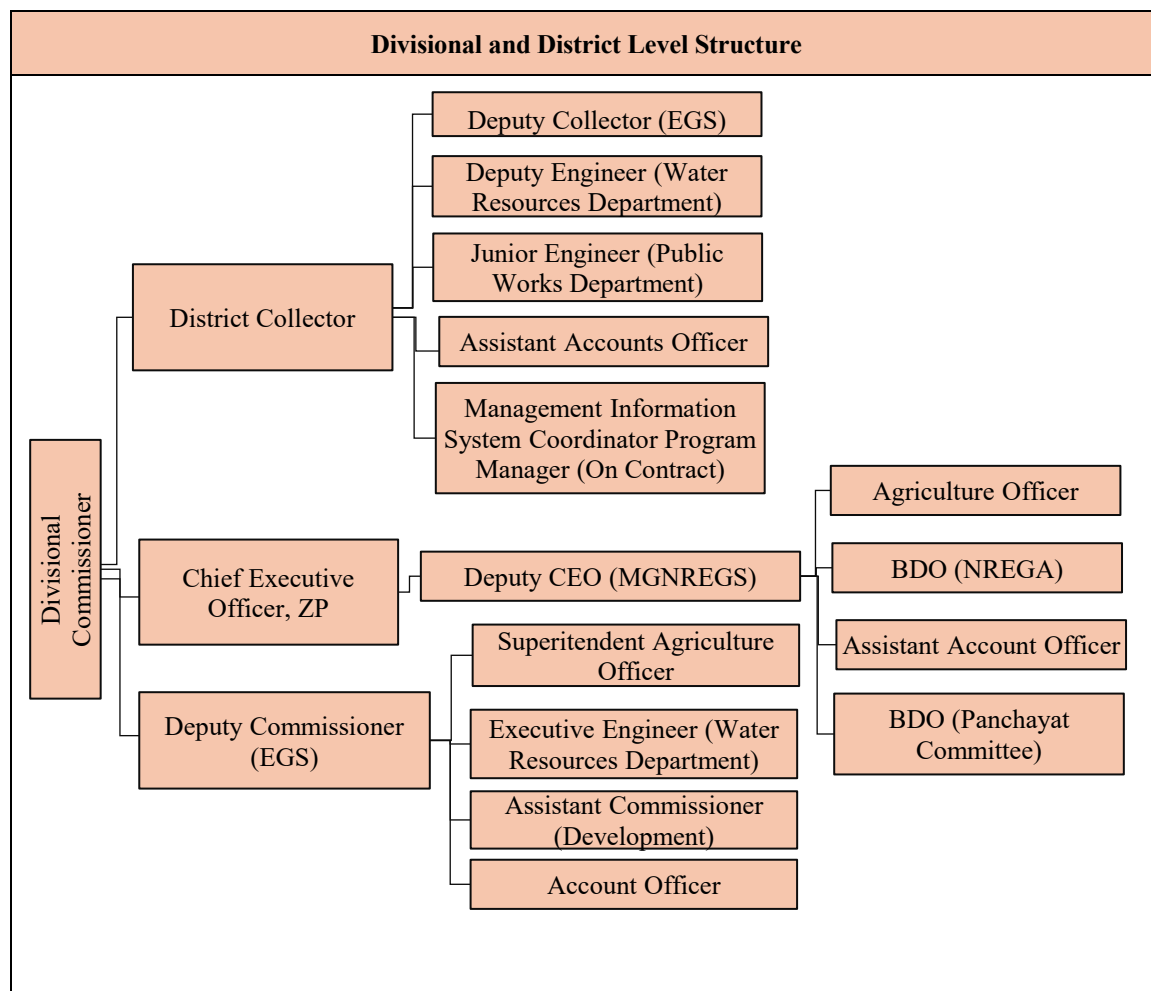 Divisional and District Level Structure
Divisional
Commissioner
District Collector
Deputy Collector (EGS)
Deputy Engineer (Water
Resources Department)
Junior Engineer (Public
Works Department)
Assistant Accounts Officer
Management Information
System Coordinator Program
Manager (On Contract)
Chief Executive
Officer, ZP
Deputy CEO (MGNREGS)
Agriculture Officer
BDO (NREGA)
Assistant Account Officer
BDO (Panchayat
Committee)
Deputy Commissioner
(EGS)
Superitendent Agriculture
Officer
Executive Engineer (Water
Resources Department)
Assistant Commissioner
(Development)
Account Officer